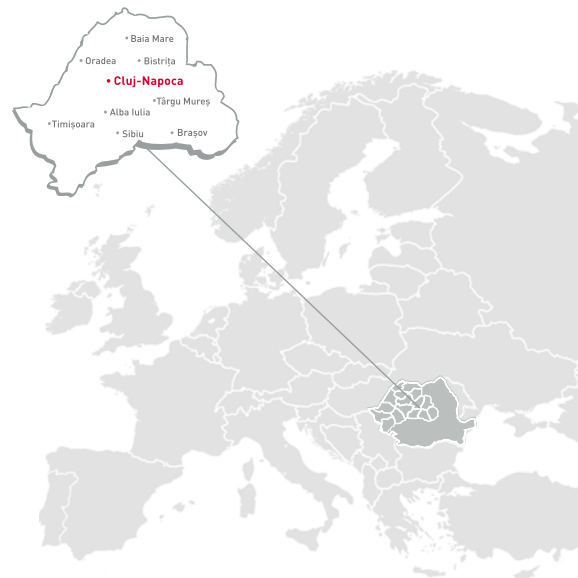 Baia Mare
Oradea
Bistrița
Cluj-Napoca
Târgu Mureș
Alba Iulia
Timișoara
Sibiu
Brașov